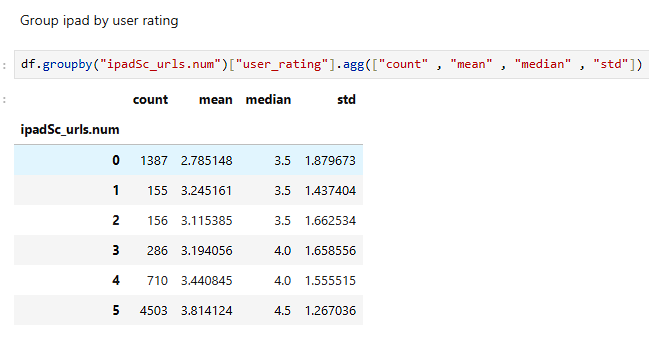 Group ipad by user rating
:
df.groupby("ipadSc_urls.num")["user_rating"].agg(["count" , "mean" , "median" , "std"])
:
count mean median std
ipadSc_urls.num
0 1387 2.785148 3.5 1.879673
1 155 3.245161 3.5 1.437404
2 156 3.115385 3.5 1.662534
3 286 3.194056 4.0 1.658556
4 710 3.440845 4.0 1.555515
5 4503 3.814124 4.5 1.267036